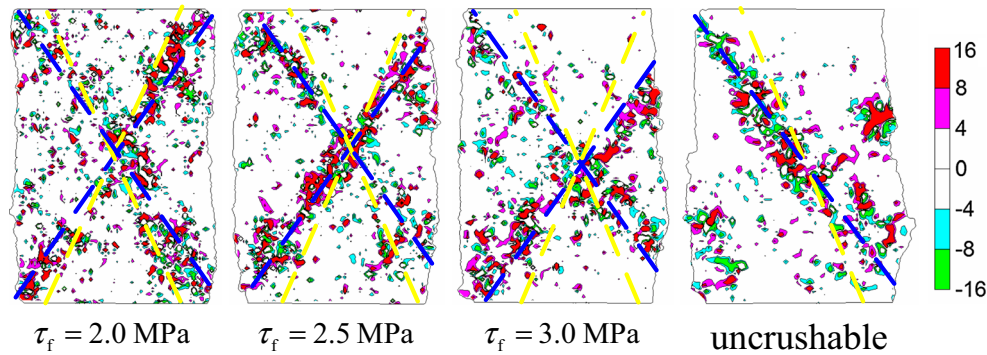 16
8
4
0
-4
-8
-16
τf = 2.0 MPa
τf = 2.5 MPa
τf = 3.0 MPa
uncrushable